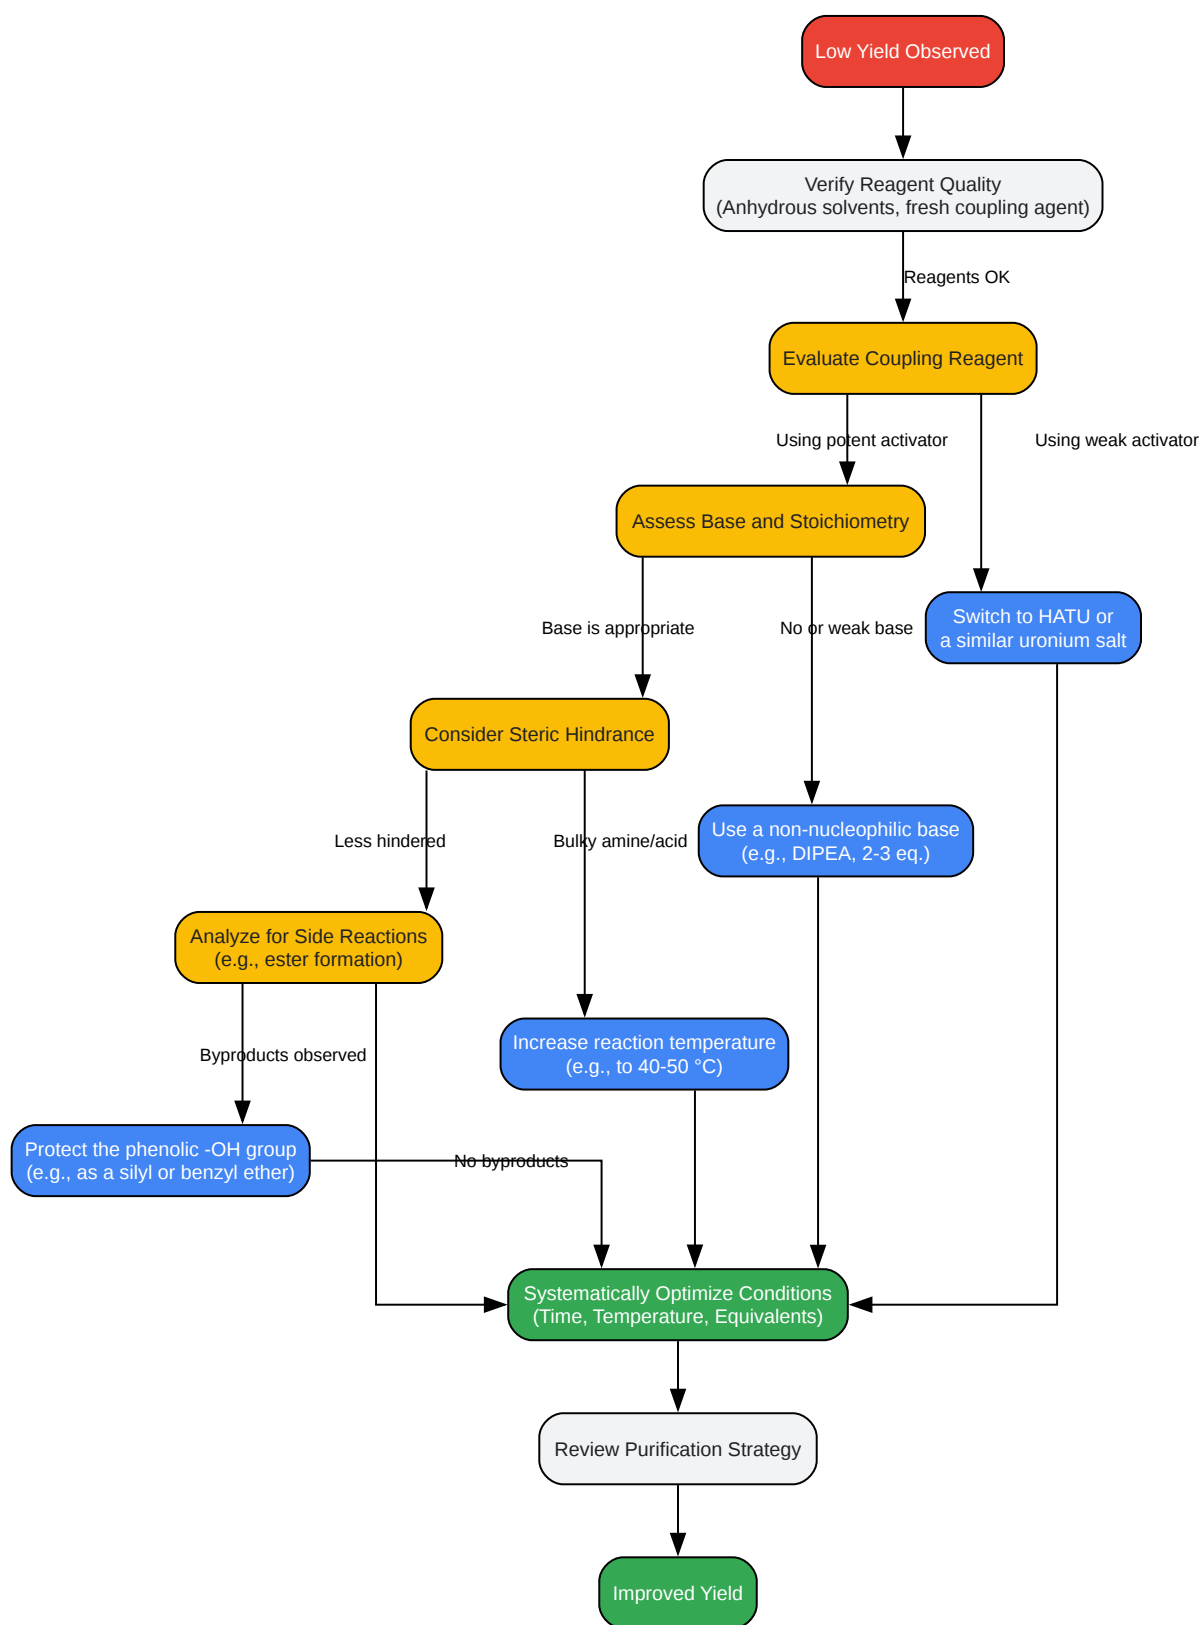 Low Yield Observed
Verify Reagent Quality
(Anhydrous solvents, fresh coupling agent)
Reagents OK
Evaluate Coupling Reagent
Using potent activator
Using weak activator
Assess Base and Stoichiometry
Base is appropriate
No or weak base
Switch to HATU or
a similar uronium salt
Consider Steric Hindrance
Less hindered
Bulky amine/acid
Use a non-nucleophilic base
(e.g., DIPEA, 2-3 eq.)
Analyze for Side Reactions
(e.g., ester formation)
Byproducts observed
Increase reaction temperature
(e.g., to 40-50 °C)
Protect the phenolic -OH group
(e.g., as a silyl or benzyl ether)
No byproducts
Systematically Optimize Conditions
(Time, Temperature, Equivalents)
Review Purification Strategy
Improved Yield